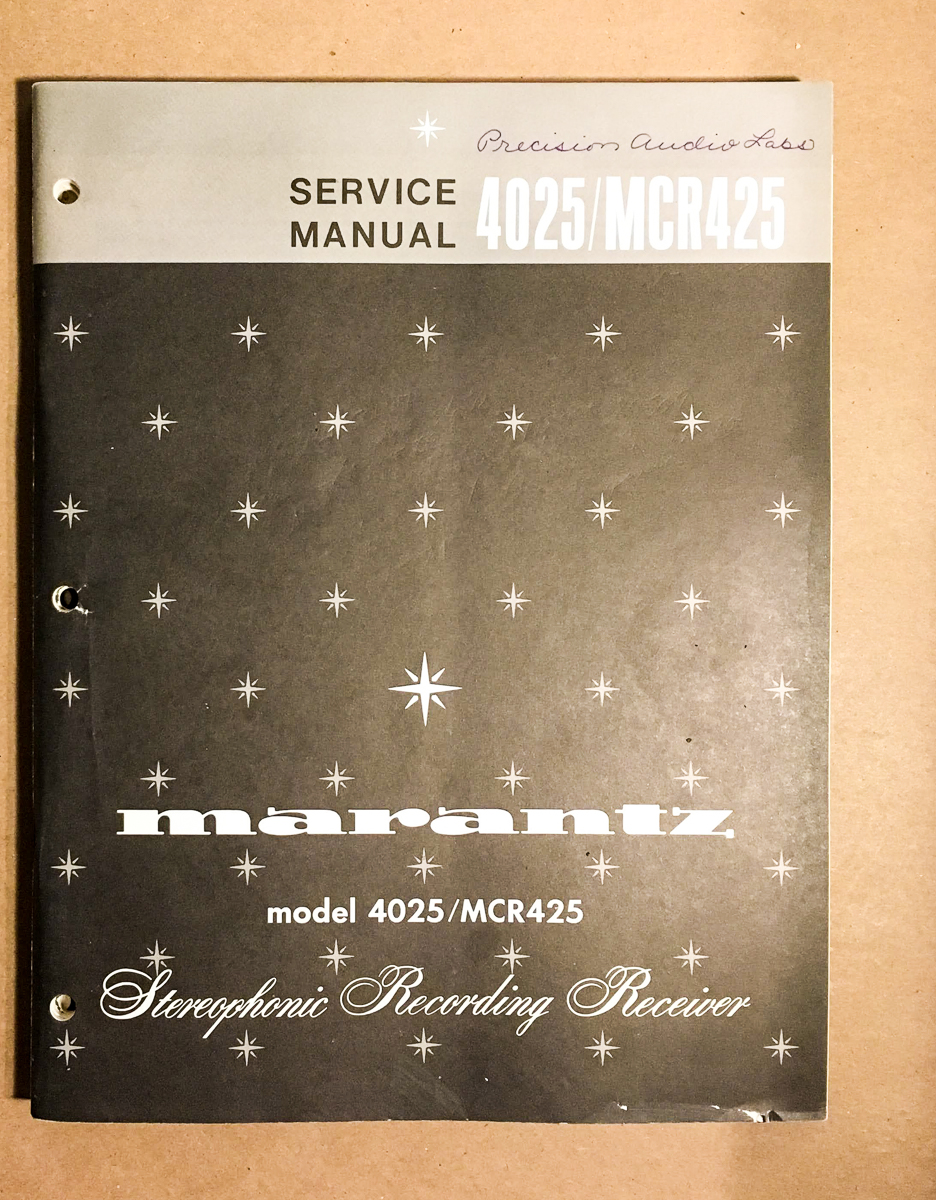 Precision Audio Labs
SERVICE
MANUAL
4025/MCR425
marantz
model 4025/MCR425
Stereophonic Recording Receiver